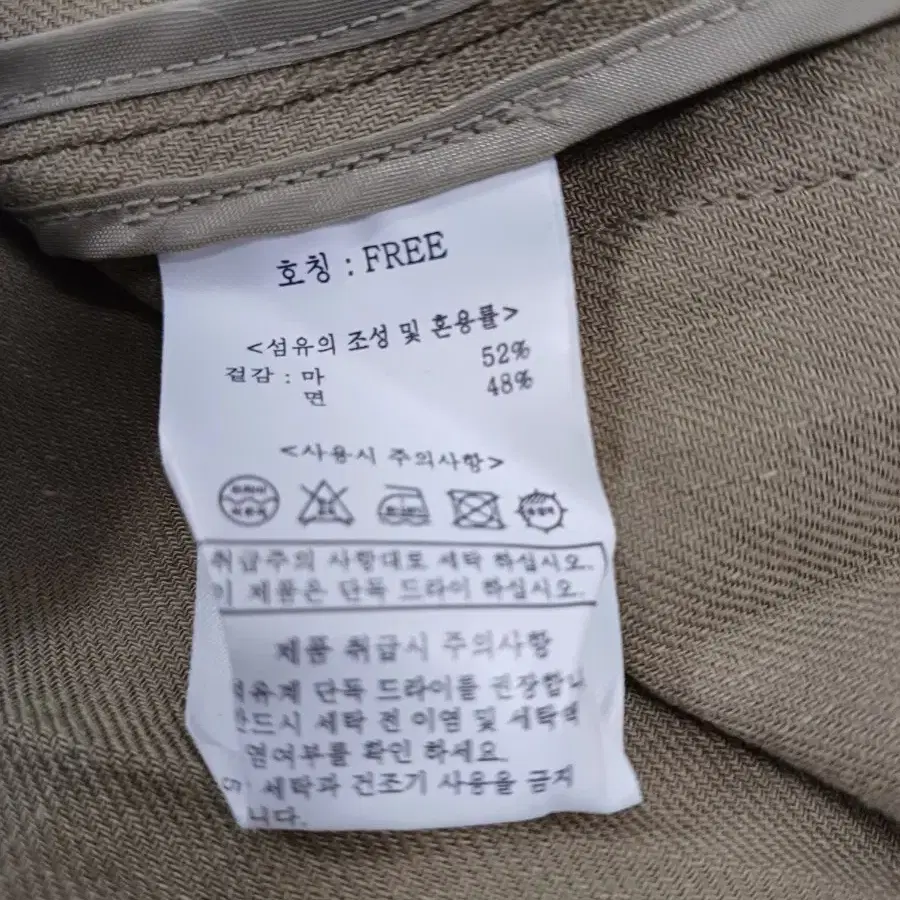 호칭 : FREE
<섬유의 조성 및 혼용률>
겉감 : 마 52%
면 48%
<사용시 주의사항>
드라이
취급주의 사항대로 세탁 하십시오.
이 제품은 단독 드라이 하십시오.
제품 취급시 주의사항
단독 드라이를 권장합니
세탁 전 이염 및 세탁
염여부를 확인 하세요.
세탁과 건조기 사용을 금지
니다.